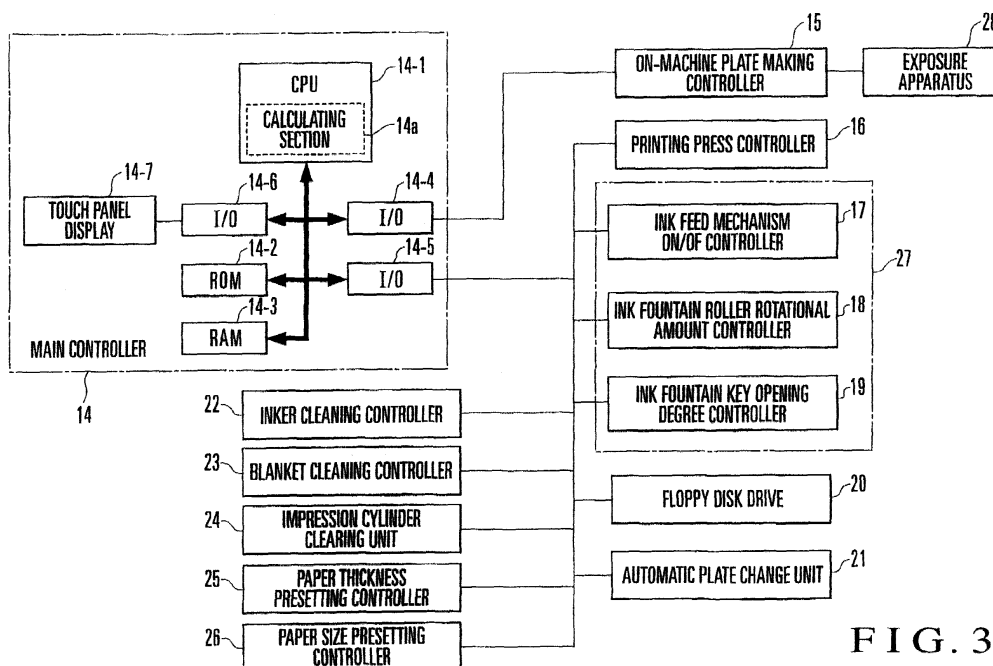 14-1
CPU
CALCULATING
SECTION
14a
14-7
TOUCH PANEL
DISPLAY
14-6
I/O
14-4
I/O
14-2
ROM
14-5
I/O
14-3
RAM
MAIN CONTROLLER
14
15
ON-MACHINE PLATE MAKING
CONTROLLER
EXPOSURE
APPARATUS
16
PRINTING PRESS CONTROLLER
17
INK FEED MECHANISM
ON/OF CONTROLLER
27
18
INK FOUNTAIN ROLLER ROTATIONAL
AMOUNT CONTROLLER
19
INK FOUNTAIN KEY OPENING
DEGREE CONTROLLER
20
FLOPPY DISK DRIVE
21
AUTOMATIC PLATE CHANGE UNIT
22
INKER CLEANING CONTROLLER
23
BLANKET CLEANING CONTROLLER
24
IMPRESSION CYLINDER
CLEARING UNIT
25
PAPER THICKNESS
PRESETTING CONTROLLER
26
PAPER SIZE PRESETTING
CONTROLLER
FIG. 3